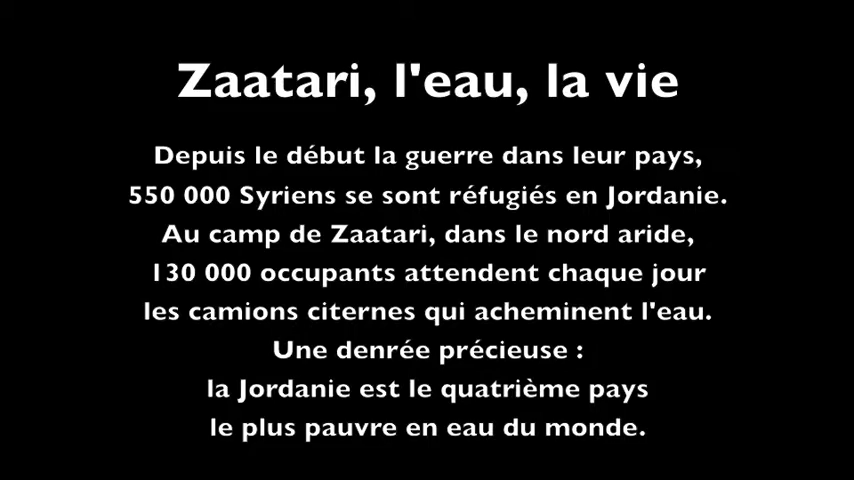 Zaatari, l'eau, la vie
Depuis le début la guerre dans leur pays,
550 000 Syriens se sont réfugiés en Jordanie.
Au camp de Zaatari, dans le nord aride,
130 000 occupants attendent chaque jour
les camions citernes qui acheminent l'eau.
Une denrée précieuse :
la Jordanie est le quatrième pays
le plus pauvre en eau du monde.